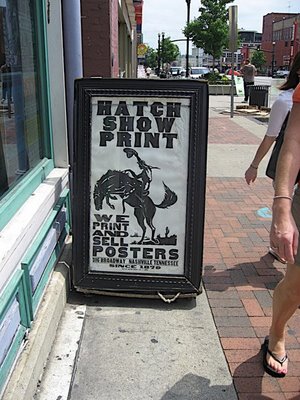 HATCH
SHOW
PRINT
WE
PRINT
AND
SELL
POSTERS
316 BROADWAY NASHVILLE TENNESSEE
SINCE 1879